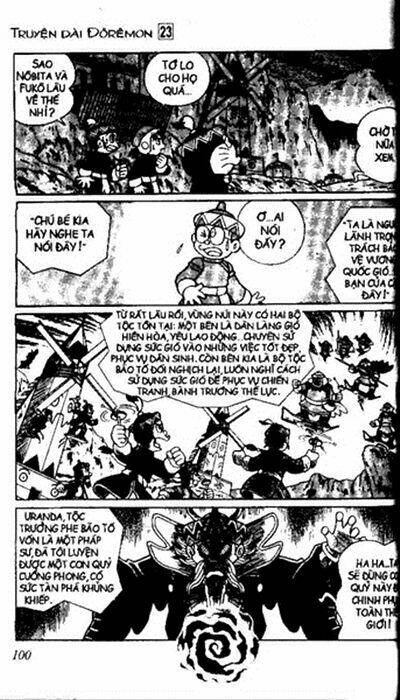 TRUYỆN DÀI ĐÔRÊMON 23
SAO
NÔBITA VÀ
FUKÔ LÂU
VỀ THẾ
NHỈ?
TỚ LO
CHO HỌ
QUÁ...
CHỜ
NỮA
XEM
"CHÚ BÉ KIA
HÃY NGHE TA
NÓI ĐÂY!"
Ơ...AI
NÓI
ĐẤY?
"TA LÀ
LÃNH
TRÁCH
VỆ VƯƠN
QUỐC GIÓ
BẠN CỦA
ĐÂY!"
TỪ RẤT LÂU RỒI, VÙNG NÚI NÀY CÓ HAI BỘ
TỘC TỒN TẠI: MỘT BÊN LÀ DÂN LÀNG GIÓ
HIỀN HÒA, YÊU LAO ĐỘNG...CHUYÊN SỬ
DỤNG SỨC GIÓ VÀO NHỮNG VIỆC TỐT ĐẸP,
PHỤC VỤ DÂN SINH. CÒN BÊN KIA LÀ BỘ TỘC
BÃO TỐ ĐỐI NGHỊCH LẠI, LUÔN NGHĨ CÁCH
SỬ DỤNG SỨC GIÓ ĐỂ PHỤC VỤ CHIẾN
TRANH, BÀNH TRƯỚNG THẾ LỰC.
URANDA, TỘC
TRƯỞNG PHE BÃO TỐ
VỐN LÀ MỘT PHÁP
SƯ, ĐÃ TÔI LUYỆN
ĐƯỢC MỘT CON QUỶ
CUỒNG PHONG, CÓ
SỨC TÀN PHÁ KHỦNG
KHIẾP.
HA HA...
SẼ DÙNG
QUỶ NÀY
CHINH
TOÀN
GIỚI!
100